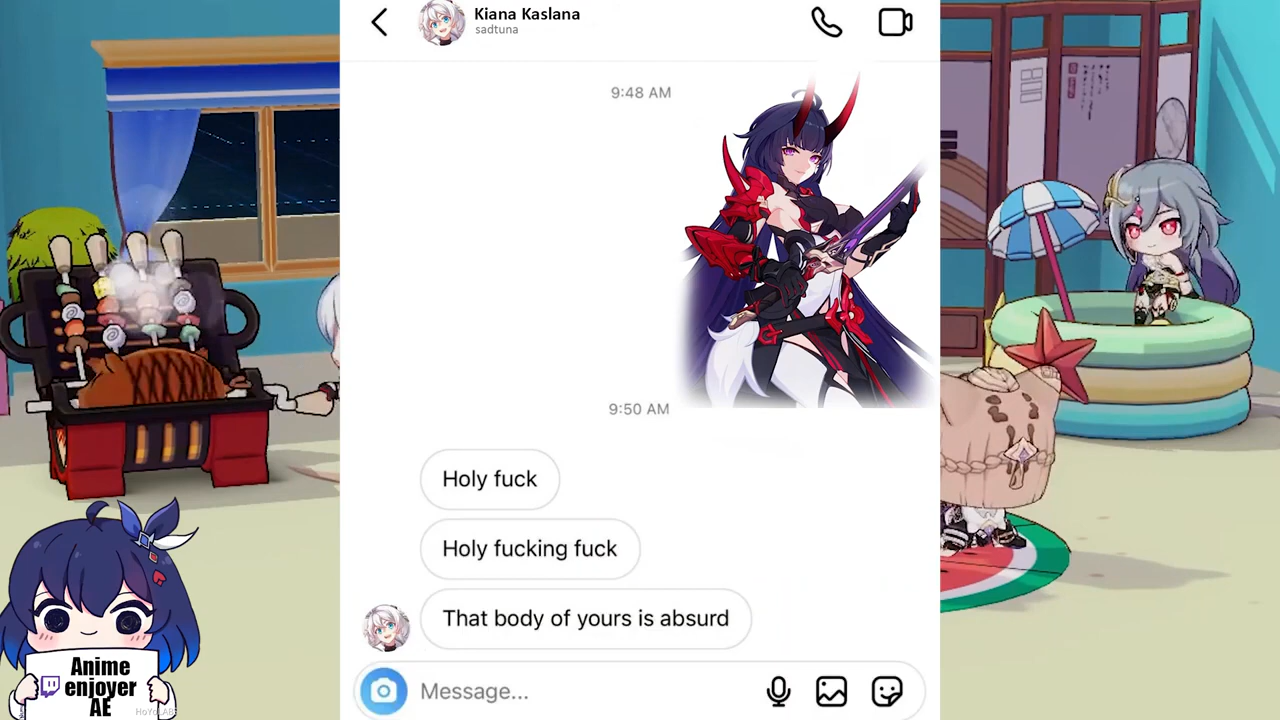 Kiana Kaslana
sadtuna
9:48 AM
9:50 AM
Holy fuck
Holy fucking fuck
That body of yours is absurd
Message...
Anime
enjoyer
AE